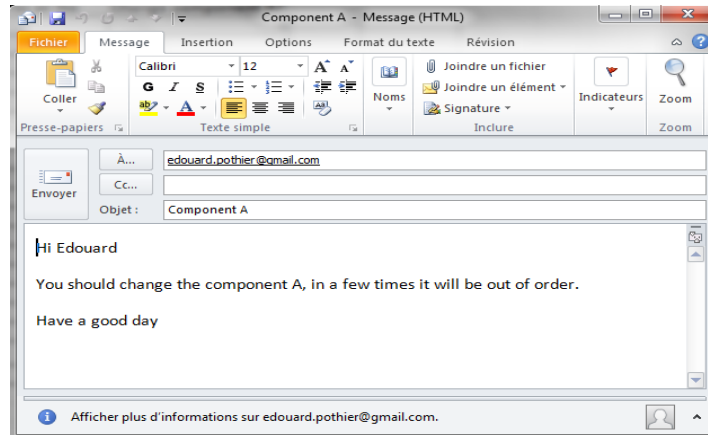 Component A - Message (HTML)
Fichier Message Insertion Options Format du texte Révision
Coller
Presse-papiers
Calibri 12 A A
G I S
ab A
Texte simple
Noms
Joindre un fichier
Joindre un élément
Signature
Inclure
Indicateurs
Zoom
Zoom
Envoyer
À... edouard.pothier@gmail.com
Cc...
Objet : Component A
Hi Edouard
You should change the component A, in a few times it will be out of order.
Have a good day
Afficher plus d'informations sur edouard.pothier@gmail.com.